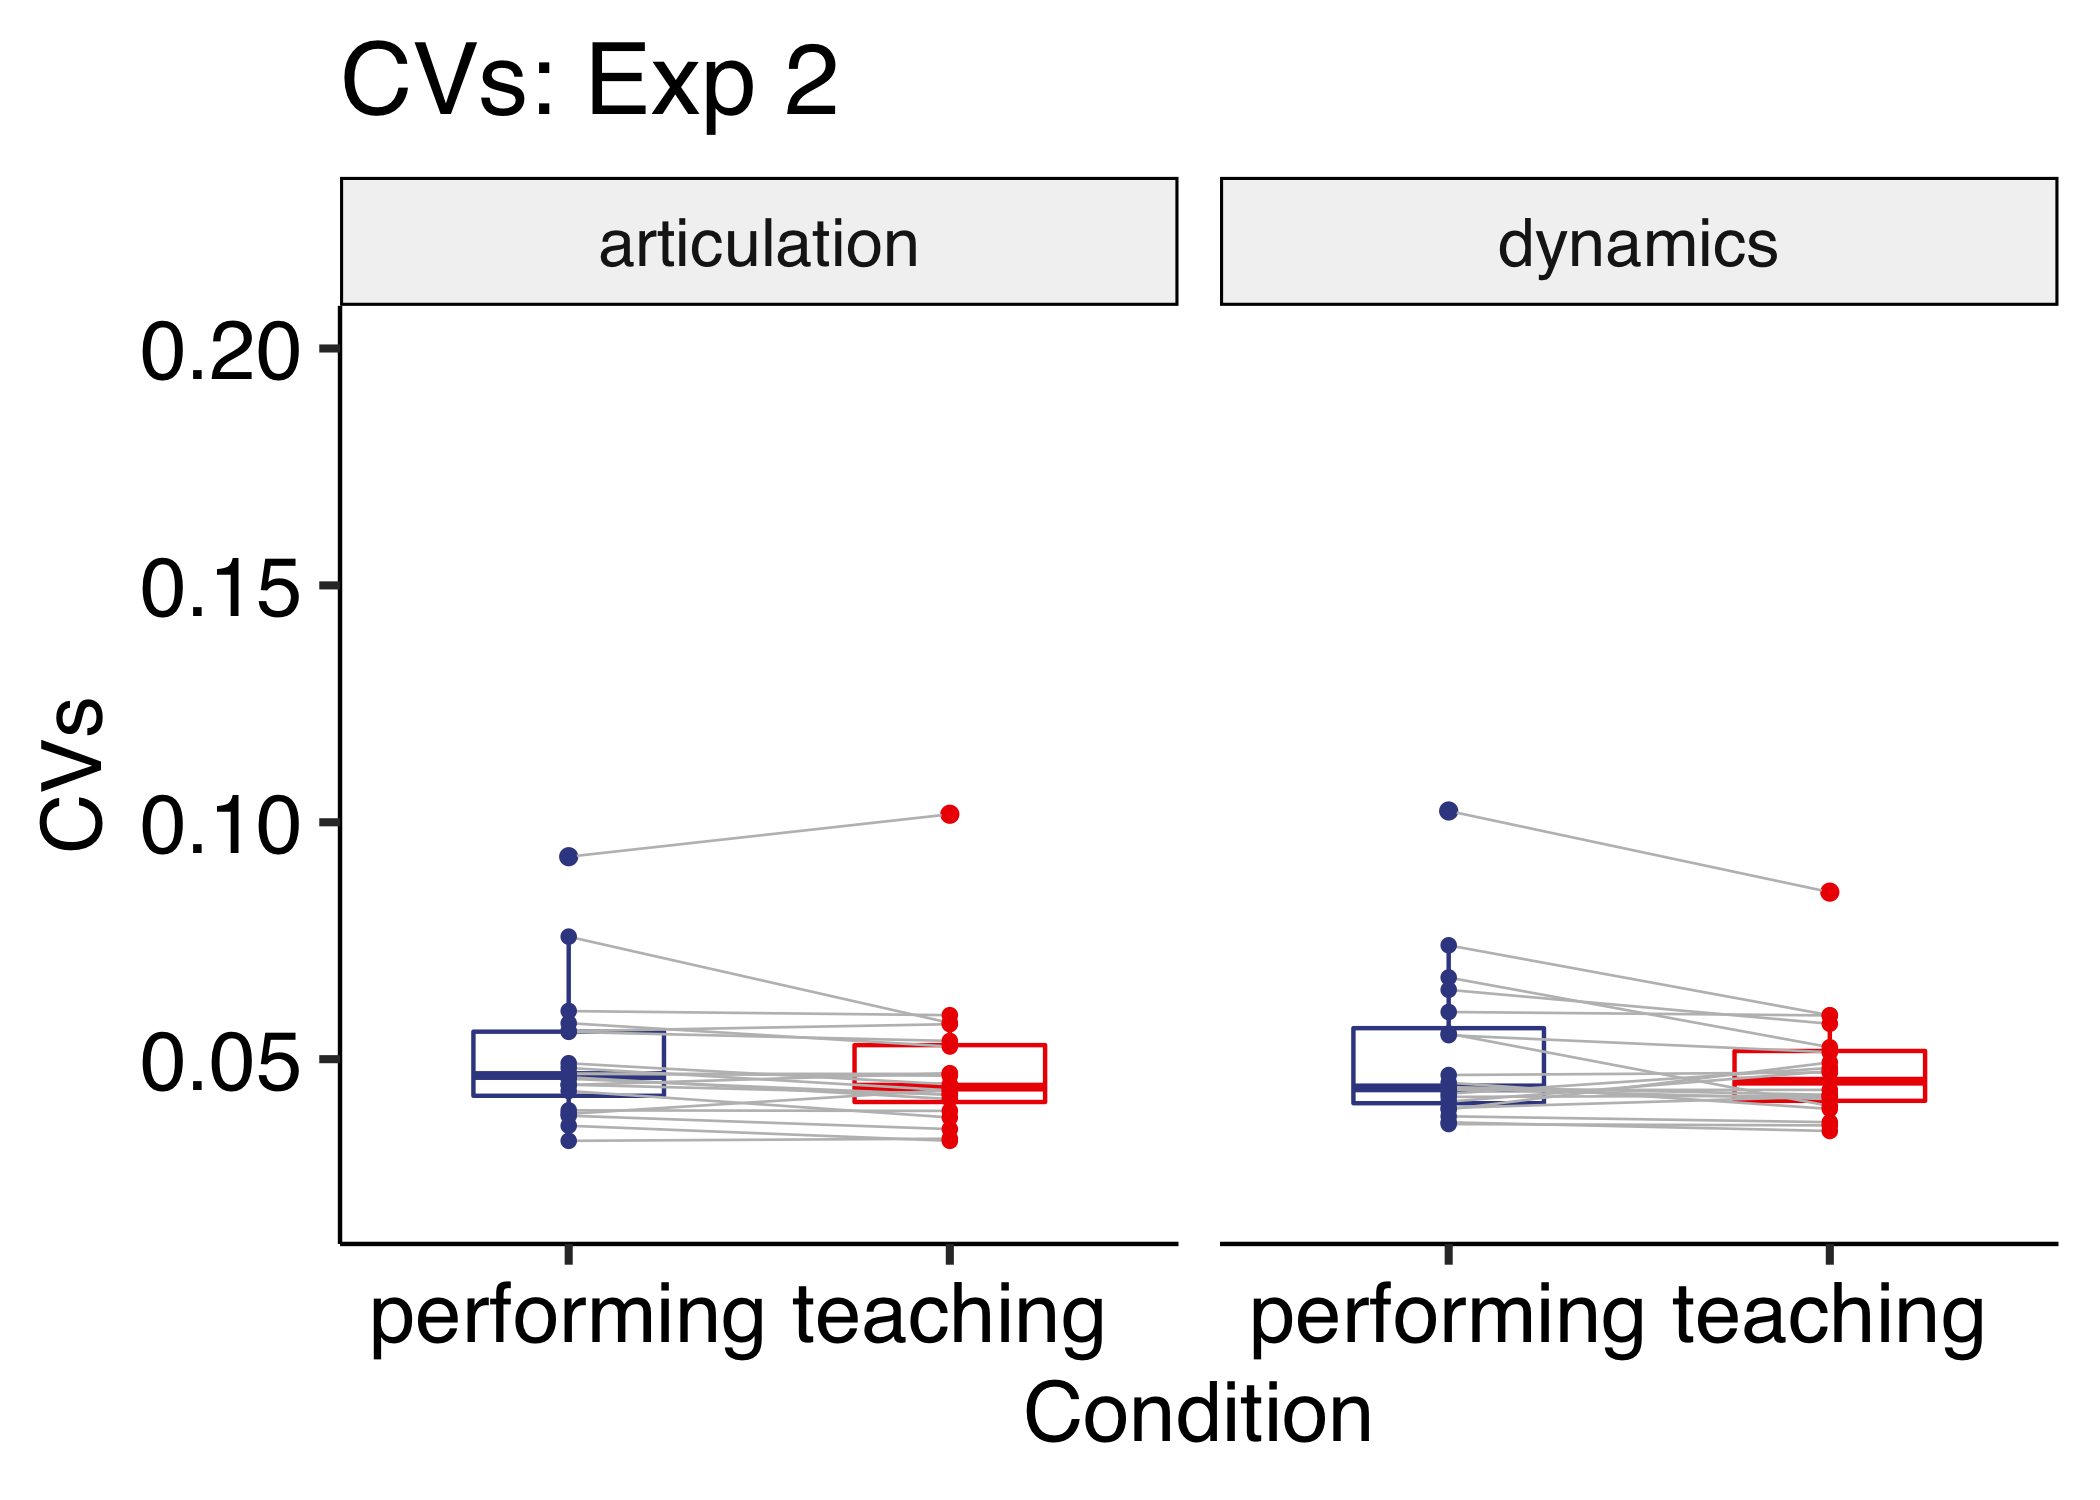 CVs: Exp 2
articulation
dynamics
0.20
0.15
0.10
0.05
CVs
performing teaching
performing teaching
Condition